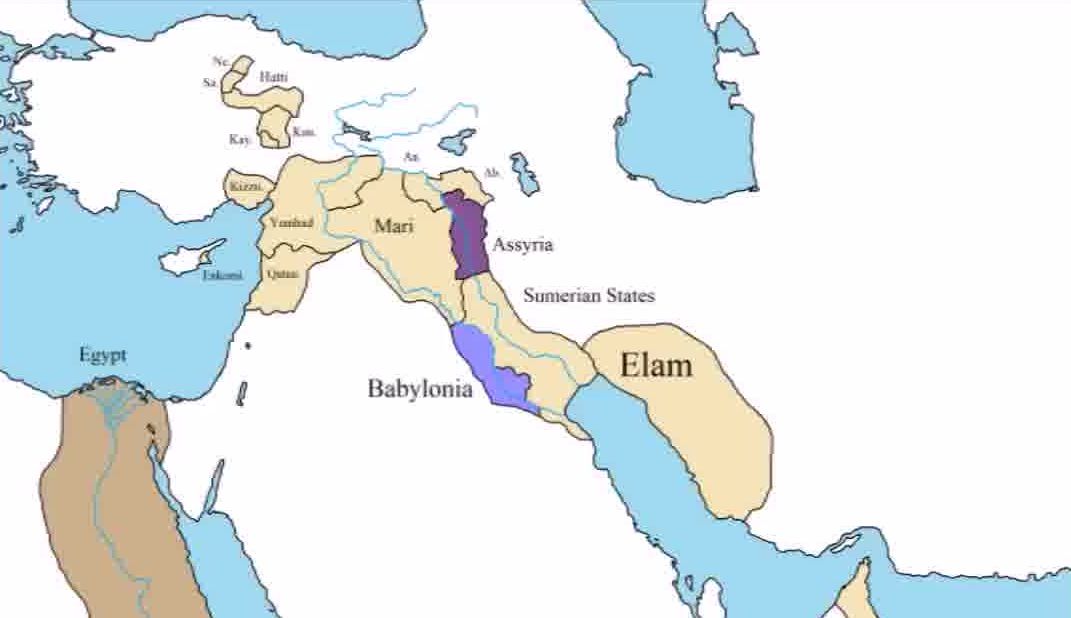 Ne.
Hatti
Sa.
Kay.
Kan.
An.
Ab.
Kizzu.
Yamhad
Mari
Assyria
Enkomi
Qatna
Sumerian States
Egypt
Elam
Babylonia